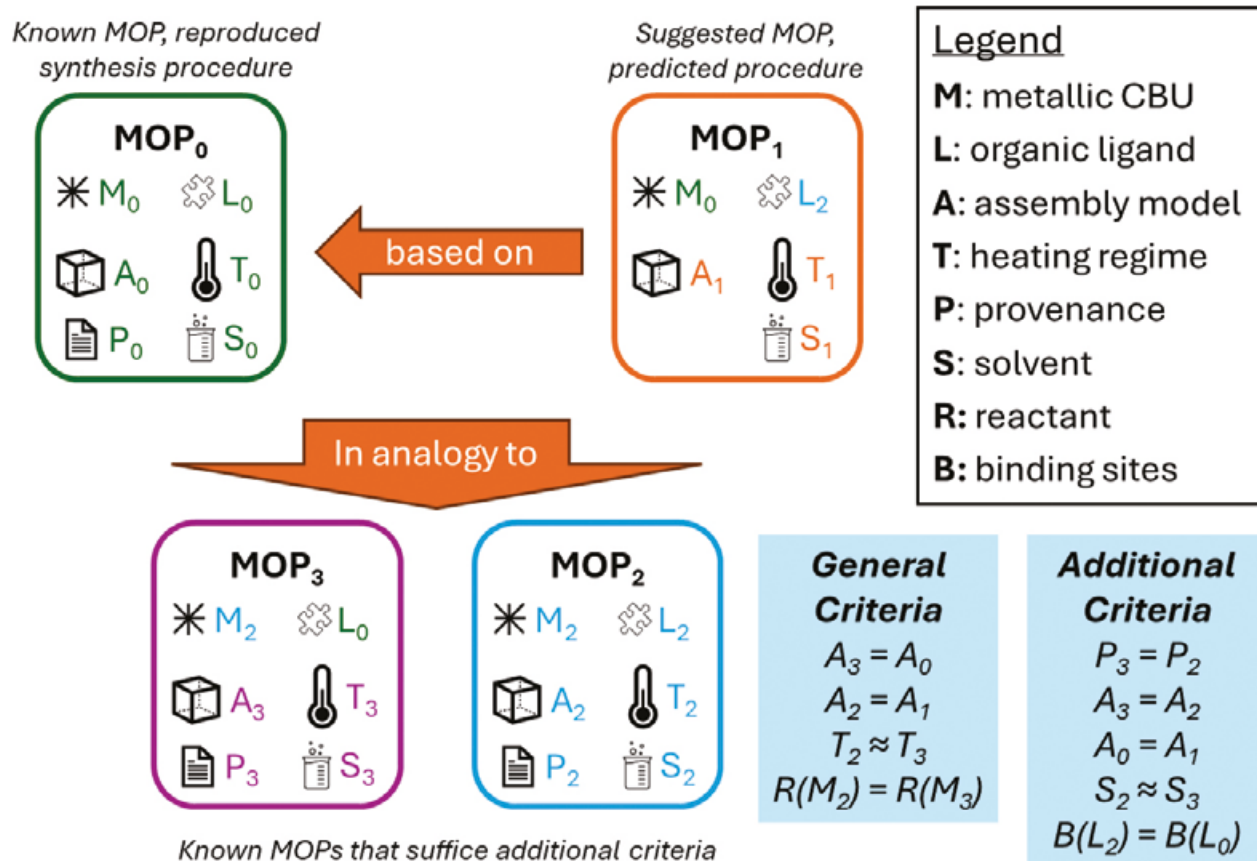 Known MOP, reproduced
synthesis procedure
Suggested MOP,
predicted procedure
MOP₀
M₀ L₀
A₀ T₀
P₀ S₀
based on
MOP₁
M₀ L₂
A₁ T₁
S₁
Legend
M: metallic CBU
L: organic ligand
A: assembly model
T: heating regime
P: provenance
S: solvent
R: reactant
B: binding sites
In analogy to
MOP₃
M₂ L₀
A₃ T₃
P₃ S₃
MOP₂
M₂ L₂
A₂ T₂
P₂ S₂
Known MOPs that suffice additional criteria
General
Criteria
A₃ = A₀
A₂ = A₁
T₂ ≈ T₃
R(M₂) = R(M₃)
Additional
Criteria
P₃ = P₂
A₃ = A₂
A₀ = A₁
S₂ ≈ S₃
B(L₂) = B(L₀)